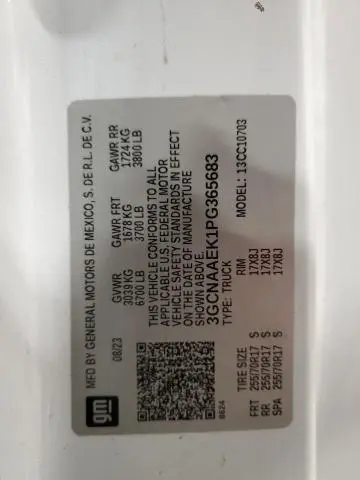 gm
MFD BY GENERAL MOTORS DE MEXICO, S. DE R.L. DE C.V.
08/23
GVWR GAWR FRT GAWR RR
3039 KG 1678 KG 1724 KG
6700 LB 3700 LB 3800 LB
THIS VEHICLE CONFORMS TO ALL
APPLICABLE U.S. FEDERAL MOTOR
VEHICLE SAFETY STANDARDS IN EFFECT
ON THE DATE OF MANUFACTURE
SHOWN ABOVE.
3GCNAAEK1PG365683
8624 TYPE: TRUCK MODEL: 13CC10703
TIRE SIZE RIM
FRT 255/70R17 S 17X8J
RR 255/70R17 S 17X8J
SPA 255/70R17 S 17X8J